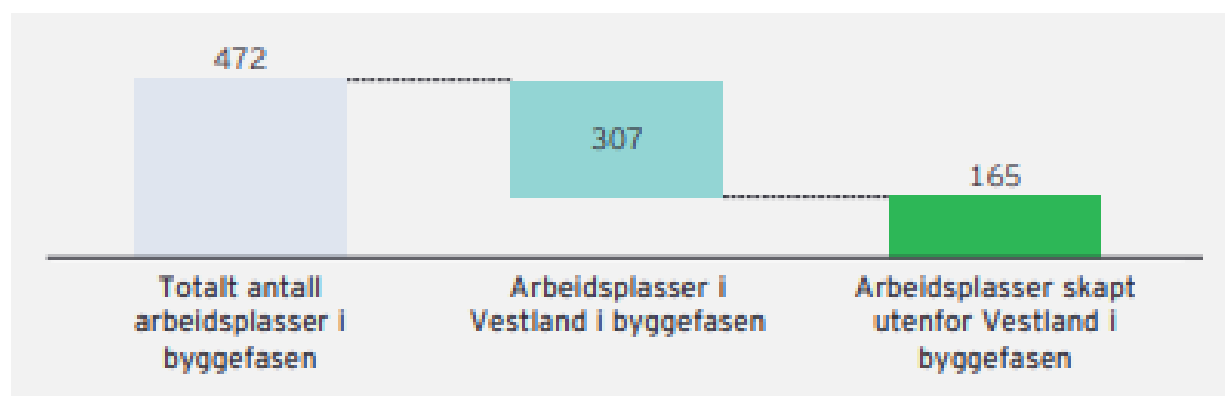 472
307
165
Totalt antall
arbeidsplasser i
byggefasen
Arbeidsplasser i
Vestland i byggefasen
Arbeidsplasser skapt
utenfor Vestland i
byggefasen